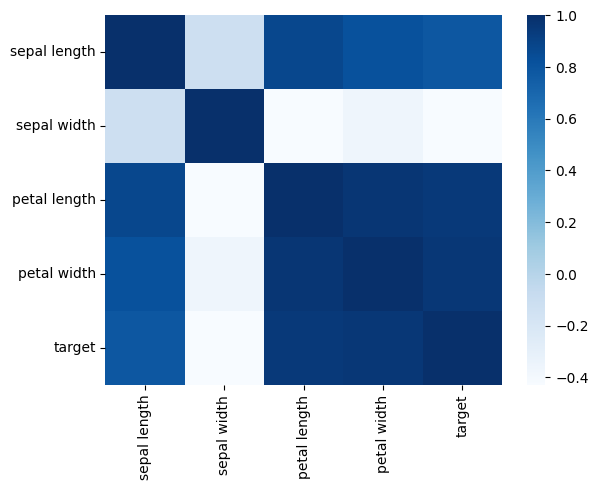 sepal length
sepal width
petal length
petal width
target
sepal length
sepal width
petal length
petal width
target
1.0
0.8
0.6
0.4
0.2
0.0
−0.2
−0.4